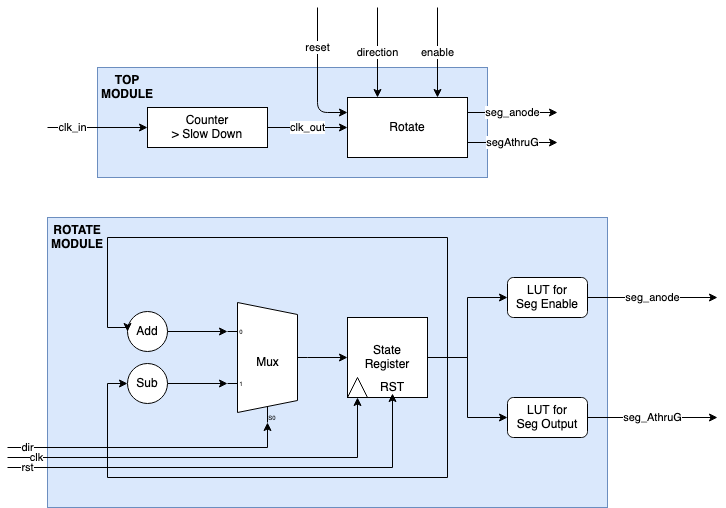 reset
direction
enable
TOP
MODULE
clk_in
Counter
> Slow Down
clk_out
Rotate
seg_anode
segAthruG
ROTATE
MODULE
Add
Sub
0
1
Mux
S0
State
Register
RST
LUT for
Seg Enable
seg_anode
LUT for
Seg Output
seg_AthruG
dir
clk
rst